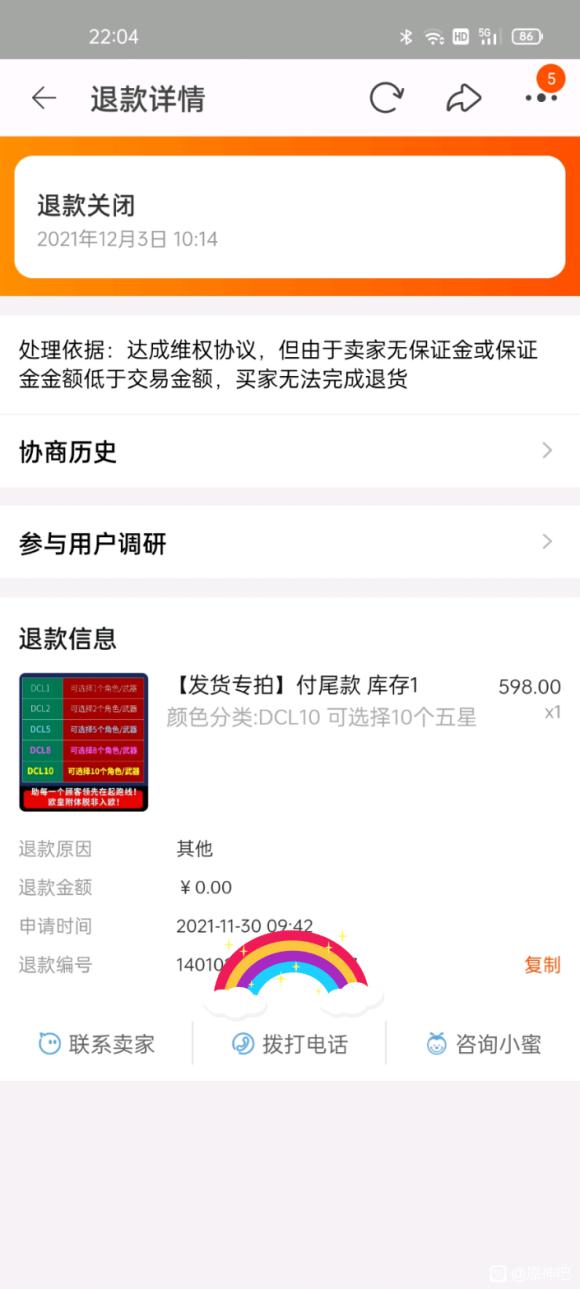 22:04
HD
5G
86
退款详情
5
退款关闭
2021年12月3日 10:14
处理依据：达成维权协议，但由于卖家无保证金或保证
金金额低于交易金额，买家无法完成退货
协商历史
参与用户调研
退款信息
DCL1 可选择1个角色/武器
DCL2 可选择2个角色/武器
DCL5 可选择5个角色/武器
DCL8 可选择8个角色/武器
DCL10 可选择10个角色/武器
助每一个顾客领先在起跑线！
欧皇附体脱非入欧！
【发货专拍】付尾款 库存1
598.00
颜色分类:DCL10 可选择10个五星
x1
退款原因 其他
退款金额 ￥0.00
申请时间 2021-11-30 09:42
退款编号 14010
复制
联系卖家
拨打电话
咨询小蜜
@原神吧